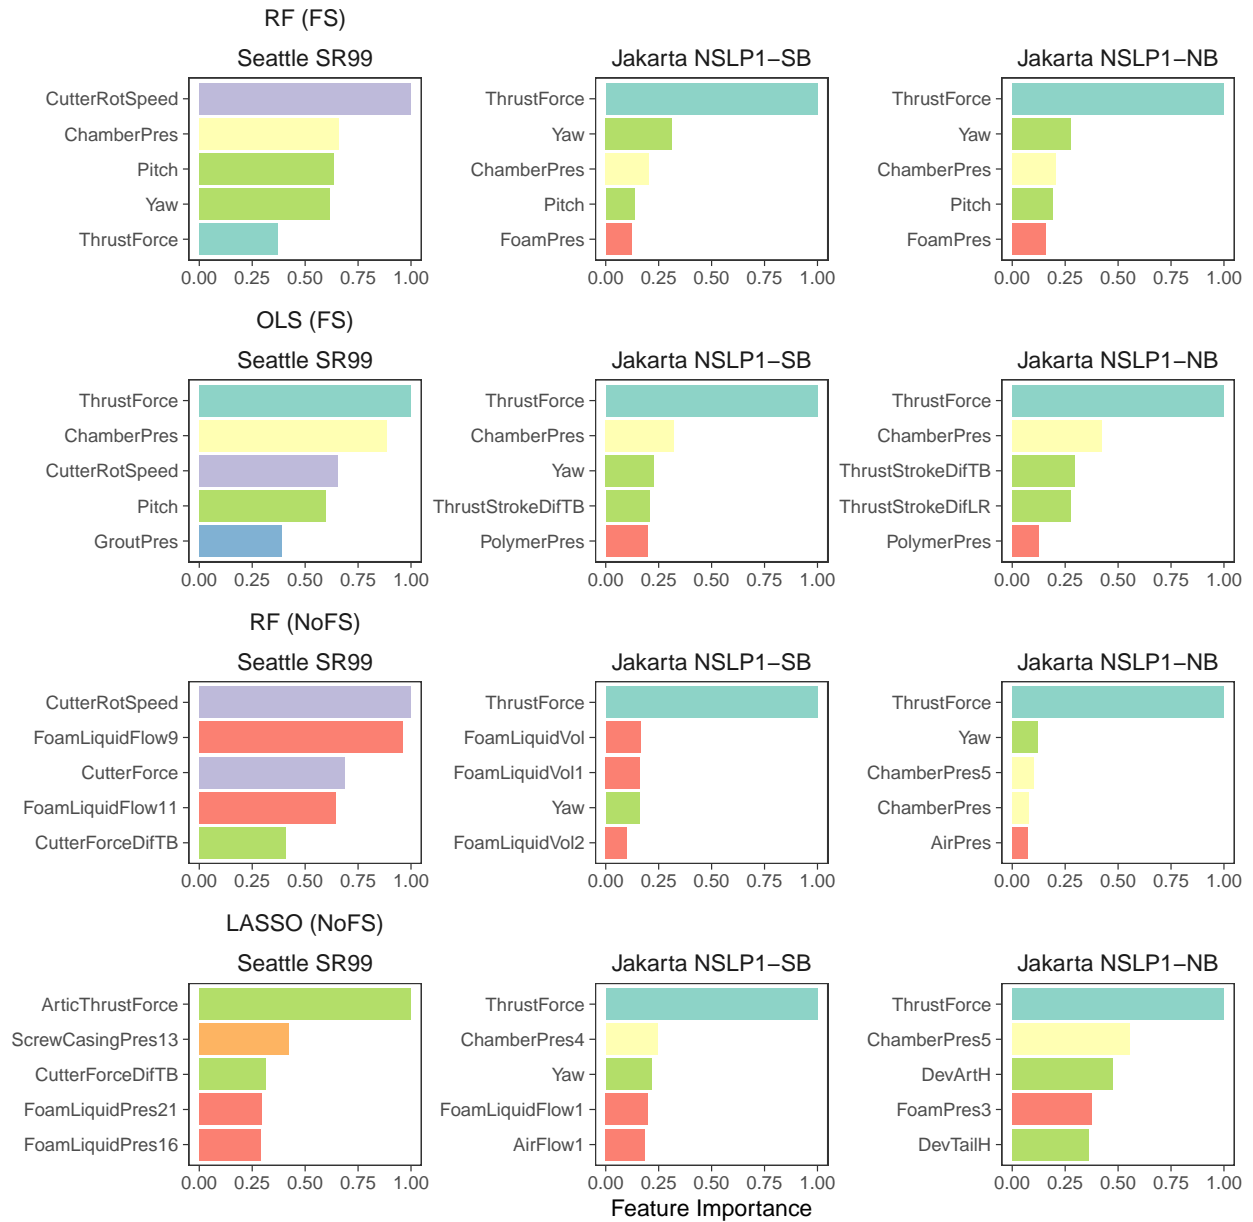 RF (FS)
Seattle SR99
CutterRotSpeed
ChamberPres
Pitch
Yaw
ThrustForce
0.00 0.25 0.50 0.75 1.00
Jakarta NSLP1−SB
ThrustForce
Yaw
ChamberPres
Pitch
FoamPres
0.00 0.25 0.50 0.75 1.00
Jakarta NSLP1−NB
ThrustForce
Yaw
ChamberPres
Pitch
FoamPres
0.00 0.25 0.50 0.75 1.00
OLS (FS)
Seattle SR99
ThrustForce
ChamberPres
CutterRotSpeed
Pitch
GroutPres
0.00 0.25 0.50 0.75 1.00
Jakarta NSLP1−SB
ThrustForce
ChamberPres
Yaw
ThrustStrokeDifTB
PolymerPres
0.00 0.25 0.50 0.75 1.00
Jakarta NSLP1−NB
ThrustForce
ChamberPres
ThrustStrokeDifTB
ThrustStrokeDifLR
PolymerPres
0.00 0.25 0.50 0.75 1.00
RF (NoFS)
Seattle SR99
CutterRotSpeed
FoamLiquidFlow9
CutterForce
FoamLiquidFlow11
CutterForceDifTB
0.00 0.25 0.50 0.75 1.00
Jakarta NSLP1−SB
ThrustForce
FoamLiquidVol
FoamLiquidVol1
Yaw
FoamLiquidVol2
0.00 0.25 0.50 0.75 1.00
Jakarta NSLP1−NB
ThrustForce
Yaw
ChamberPres5
ChamberPres
AirPres
0.00 0.25 0.50 0.75 1.00
LASSO (NoFS)
Seattle SR99
ArticThrustForce
ScrewCasingPres13
CutterForceDifTB
FoamLiquidPres21
FoamLiquidPres16
0.00 0.25 0.50 0.75 1.00
Jakarta NSLP1−SB
ThrustForce
ChamberPres4
Yaw
FoamLiquidFlow1
AirFlow1
0.00 0.25 0.50 0.75 1.00
Jakarta NSLP1−NB
ThrustForce
ChamberPres5
DevArtH
FoamPres3
DevTailH
0.00 0.25 0.50 0.75 1.00
Feature Importance